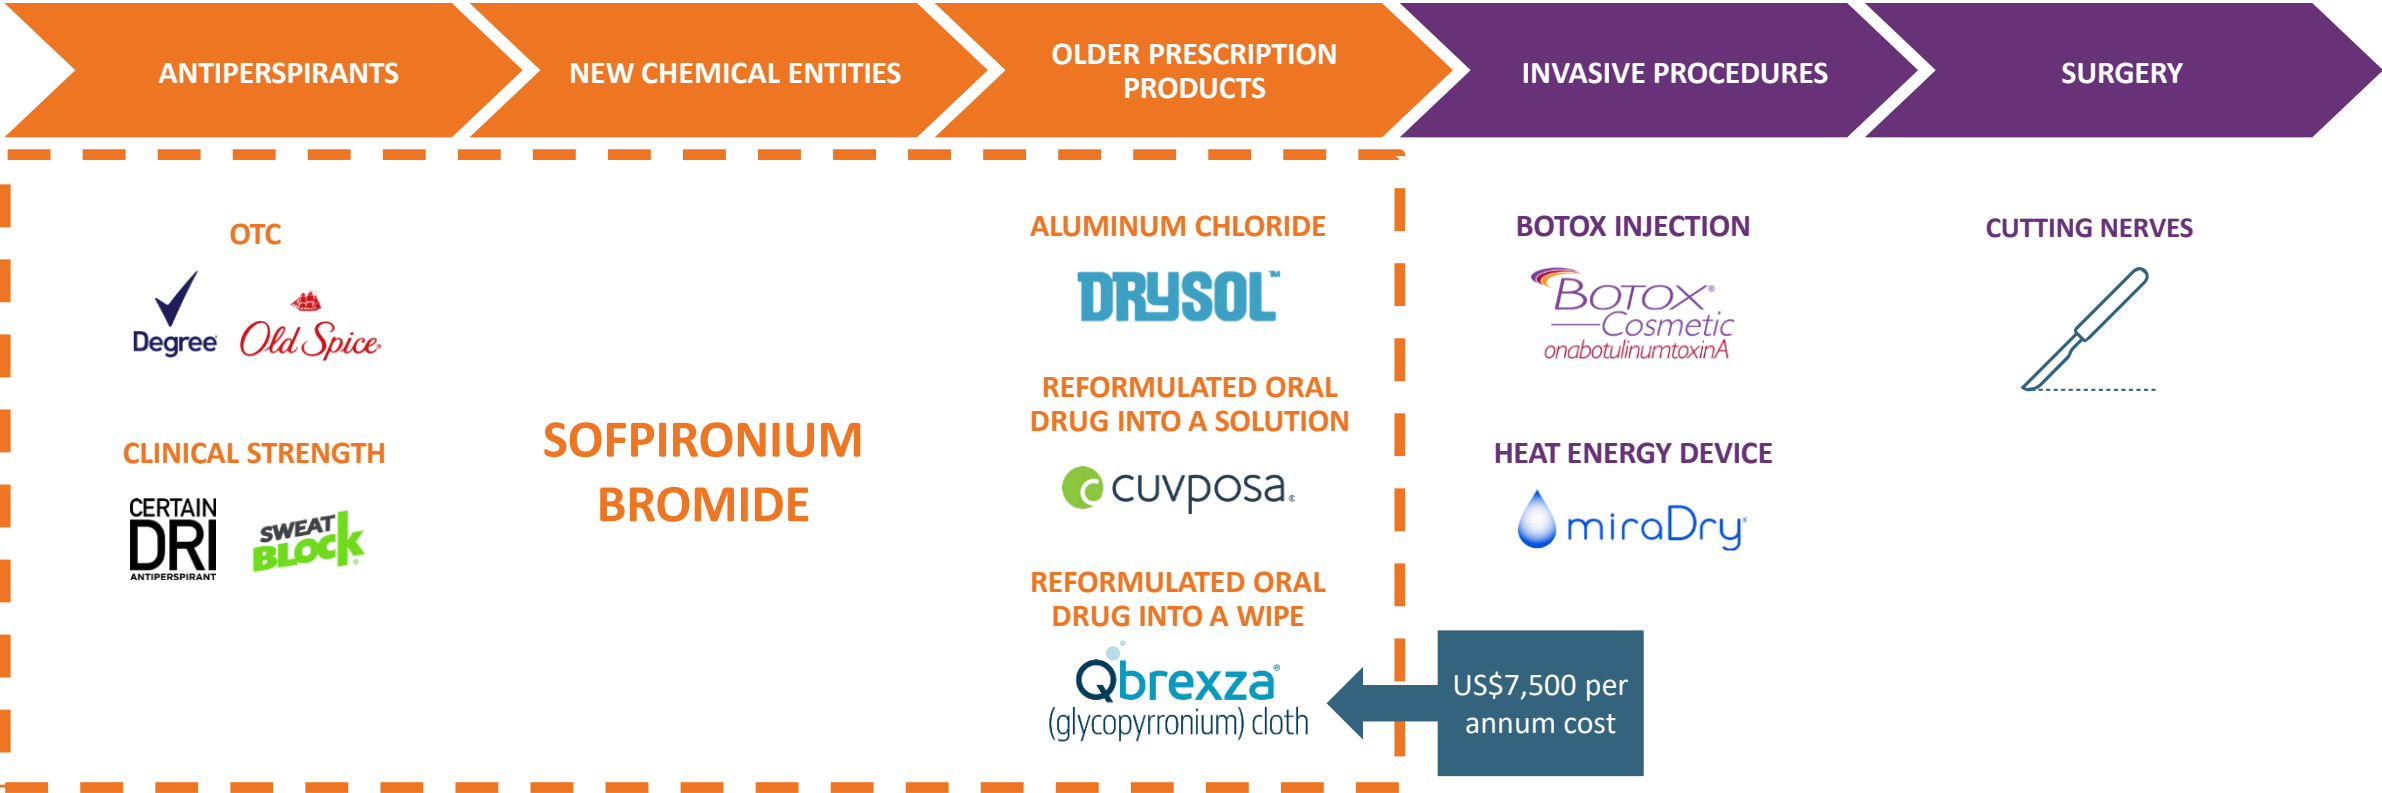 ANTIPERSPIRANTS
NEW CHEMICAL ENTITIES
OLDER PRESCRIPTION
PRODUCTS
INVASIVE PROCEDURES
SURGERY
OTC
Degree
Old Spice
CLINICAL STRENGTH
CERTAIN
DRI
ANTIPERSPIRANT
SWEAT
BLOCK
SOFPIRONIUM
BROMIDE
ALUMINUM CHLORIDE
DRYSOL™
REFORMULATED ORAL
DRUG INTO A SOLUTION
cuvposa®
REFORMULATED ORAL
DRUG INTO A WIPE
Qbrexza®
(glycopyrronium) cloth
BOTOX INJECTION
BOTOX®
Cosmetic
onabotulinumtoxinA
HEAT ENERGY DEVICE
miraDry®
US$7,500 per
annum cost
CUTTING NERVES